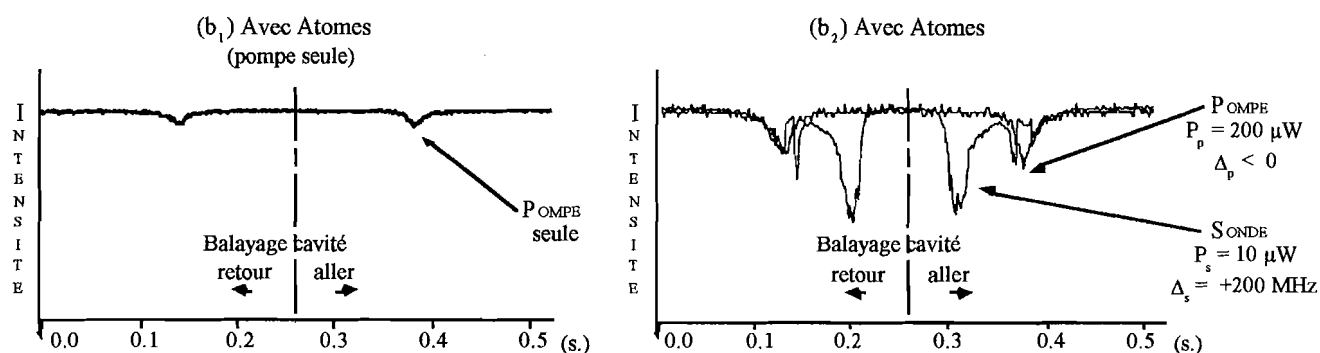 (b1) Avec Atomes
(pompe seule)
INTENSITE
POMPE
seule
Balayage cavité
retour aller
0.0 0.1 0.2 0.3 0.4 0.5 (s.)
(b2) Avec Atomes
INTENSITE
POMPE
Pp = 200 µW
Δp < 0
SONDE
Ps = 10 µW
Δs = +200 MHz
Balayage cavité
retour aller
0.0 0.1 0.2 0.3 0.4 0.5 (s.)